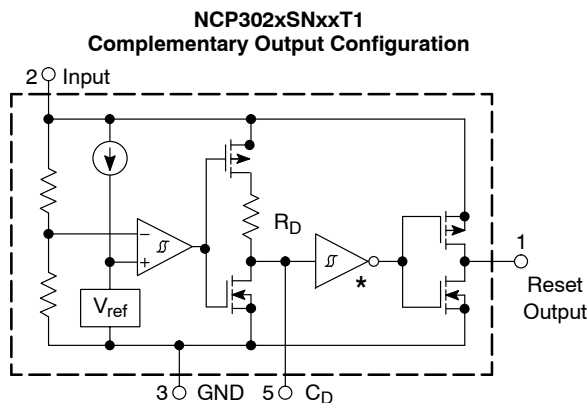 NCP302xSNxxT1
Complementary Output Configuration
2 Input
R_D
1
−
+
*
V_ref
Reset
Output
3 GND 5 C_D